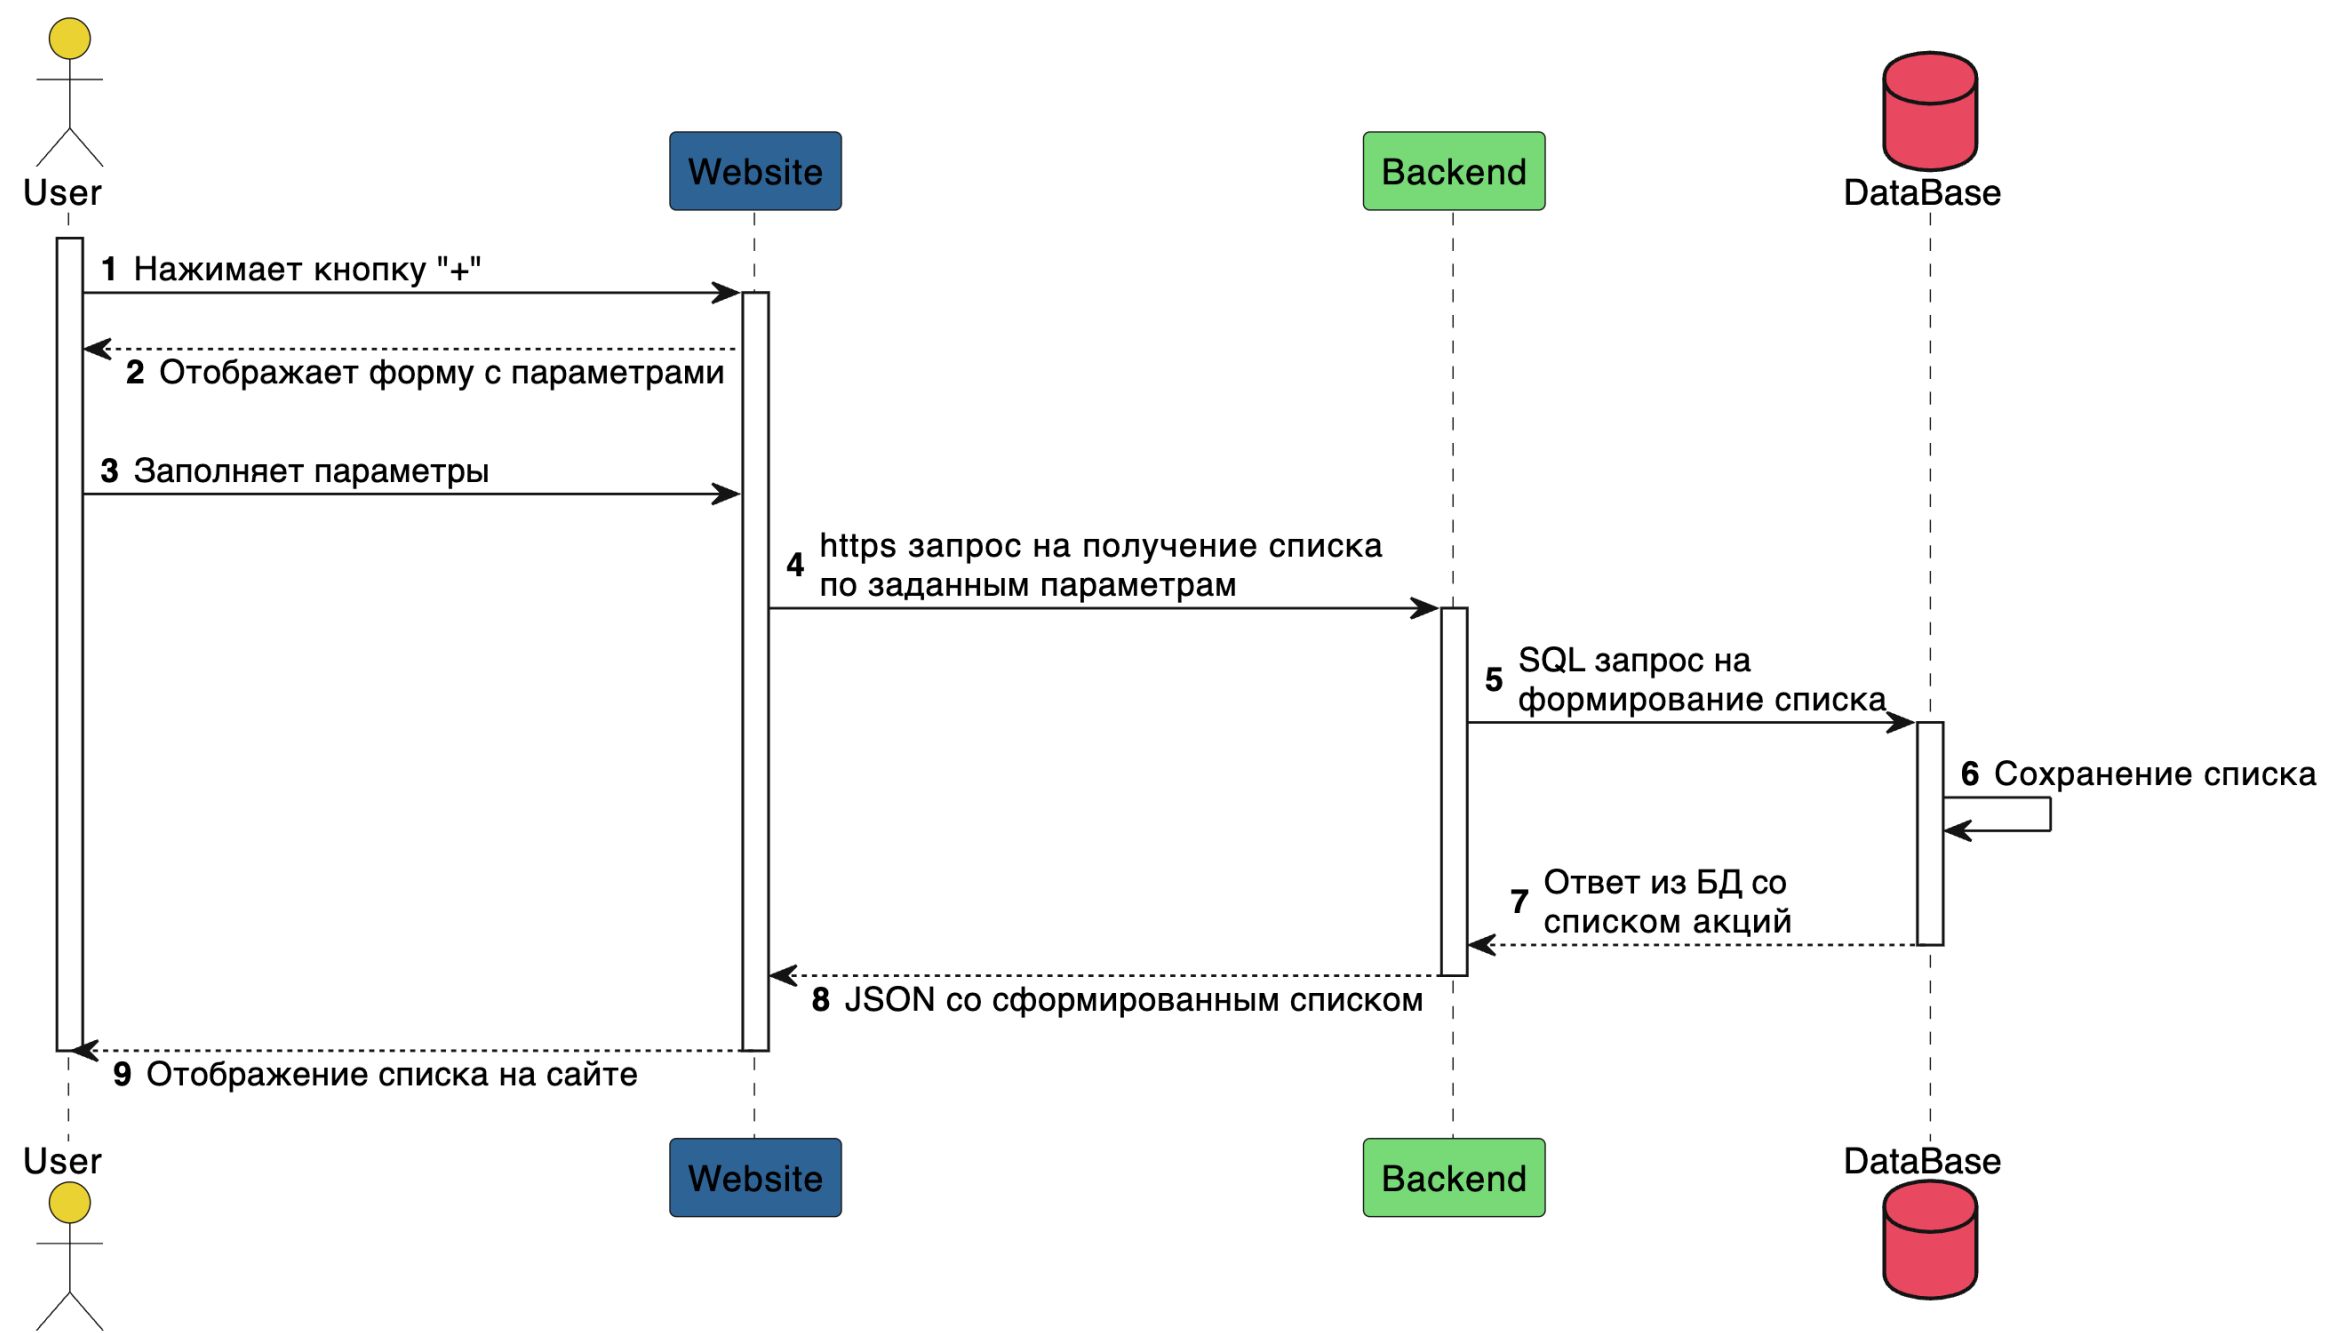 User
Website
Backend
DataBase
1 Нажимает кнопку "+"
2 Отображает форму с параметрами
3 Заполняет параметры
4 https запрос на получение списка
по заданным параметрам
5 SQL запрос на
формирование списка
6 Сохранение списка
7 Ответ из БД со
списком акций
8 JSON со сформированным списком
9 Отображение списка на сайте
User
Website
Backend
DataBase